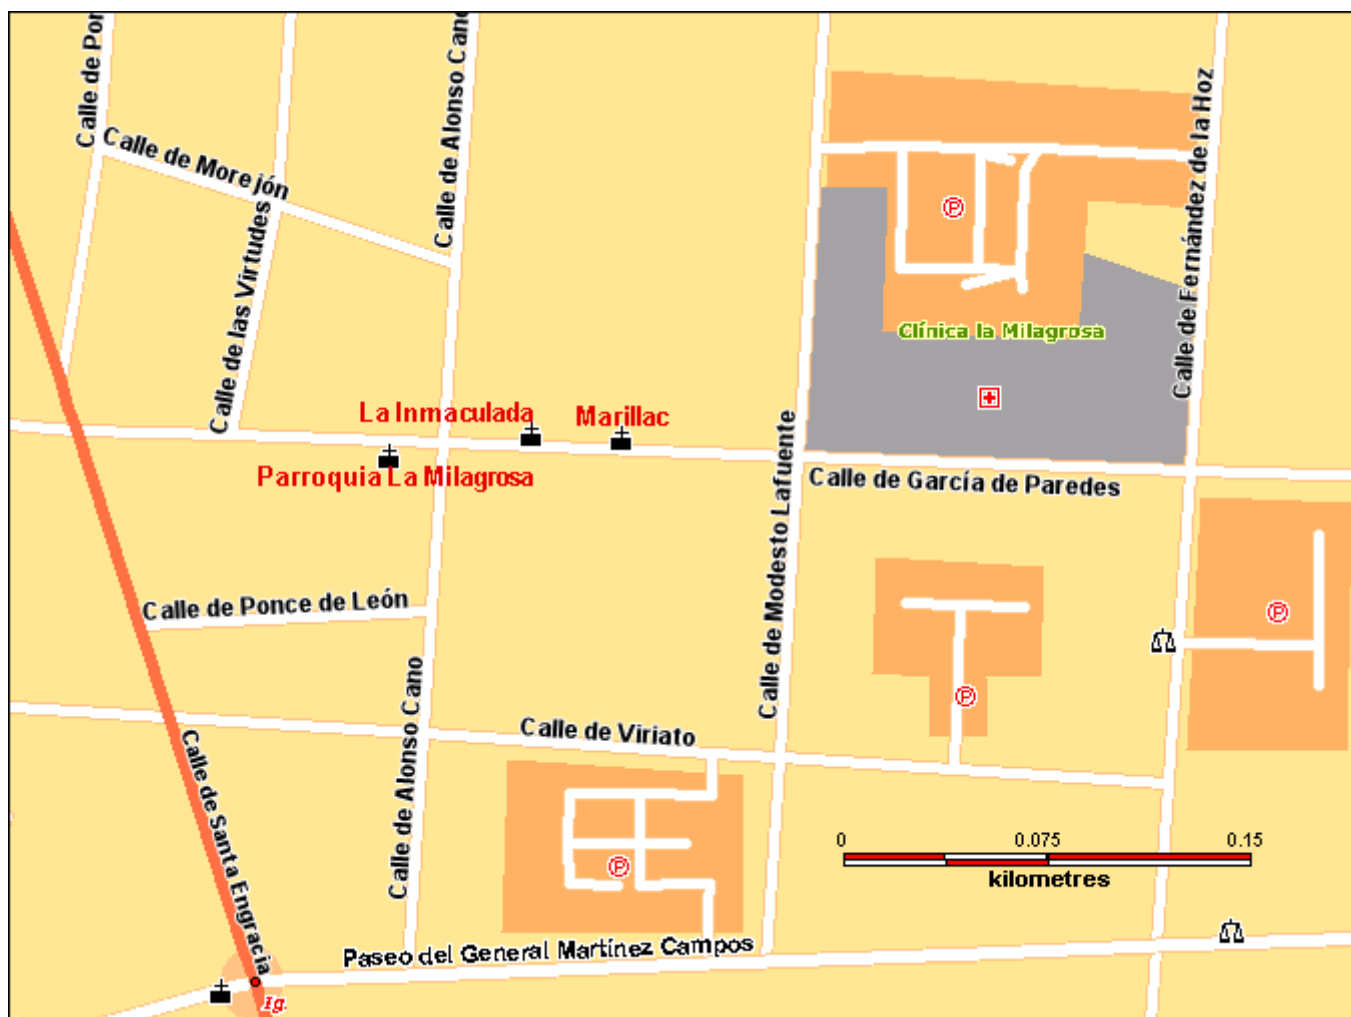 Calle de Por
Calle de Alonso Cano
Calle de Morejón
Calle de las Virtudes
Calle de Fernández de la Hoz
P
Clínica la Milagrosa
La Inmaculada
Marillac
Parroquia La Milagrosa
Calle de García de Paredes
Calle de Modesto Lafuente
Calle de Ponce de León
P
P
Calle de Alonso Cano
Calle de Viriato
Calle de Santa Engracia
P
0 0.075 0.15
kilometres
Paseo del General Martínez Campos
Ig.